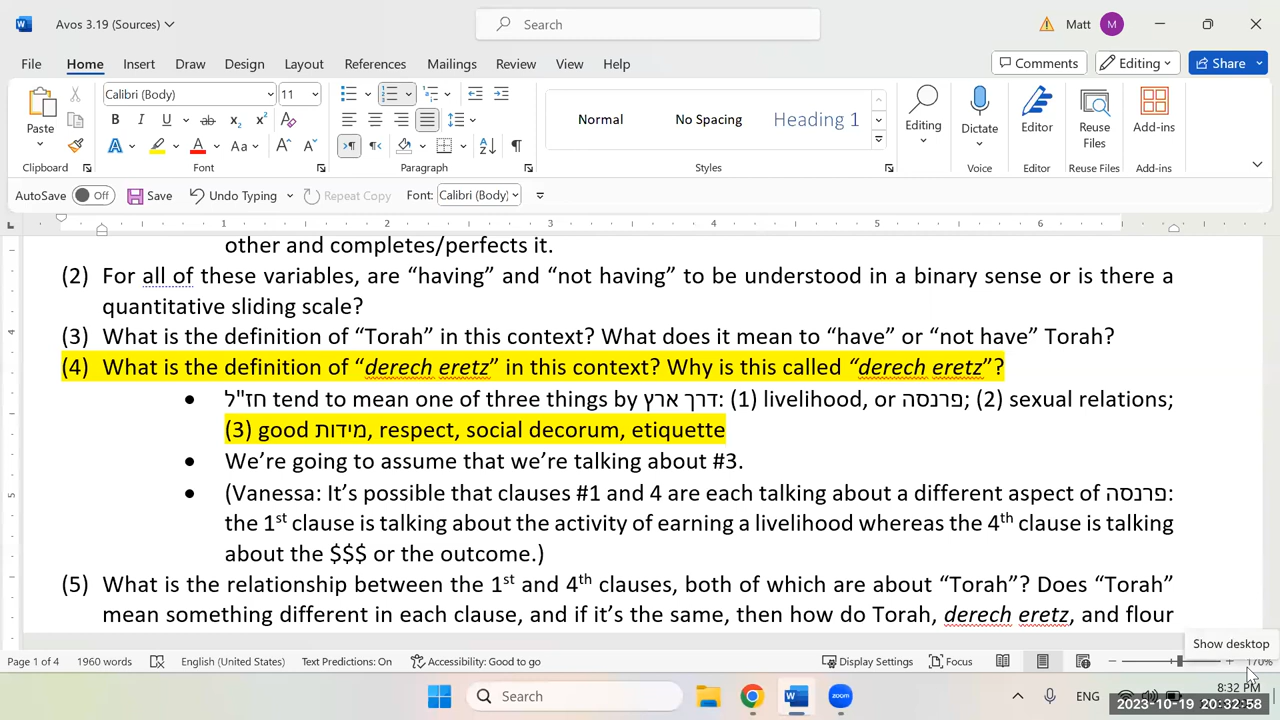 Avos 3.19 (Sources)
Search
Matt
M
File Home Insert Draw Design Layout References Mailings Review View Help
Comments
Editing
Share
Paste
Clipboard
Calibri (Body)
11
Font
Paragraph
Normal
No Spacing
Heading 1
Styles
Editing
Dictate
Voice
Editor
Editor
Reuse Files
Reuse Files
Add-ins
Add-ins
AutoSave Off Save Undo Typing Repeat Copy Font: Calibri (Body)
1 2 3 4 5 6
other and completes/perfects it.
(2) For all of these variables, are “having” and “not having” to be understood in a binary sense or is there a
quantitative sliding scale?
(3) What is the definition of “Torah” in this context? What does it mean to “have” or “not have” Torah?
(4) What is the definition of “derech eretz” in this context? Why is this called “derech eretz”?
• חז"ל tend to mean one of three things by דרך ארץ: (1) livelihood, or פרנסה; (2) sexual relations;
(3) good מידות, respect, social decorum, etiquette
• We’re going to assume that we’re talking about #3.
• (Vanessa: It’s possible that clauses #1 and 4 are each talking about a different aspect of פרנסה:
the 1st clause is talking about the activity of earning a livelihood whereas the 4th clause is talking
about the $$$ or the outcome.)
(5) What is the relationship between the 1st and 4th clauses, both of which are about “Torah”? Does “Torah”
mean something different in each clause, and if it’s the same, then how do Torah, derech eretz, and flour
Show desktop
Page 1 of 4 1960 words English (United States) Text Predictions: On Accessibility: Good to go Display Settings Focus 170%
Search
ENG
8:32 PM
2023-10-19 20:32:58